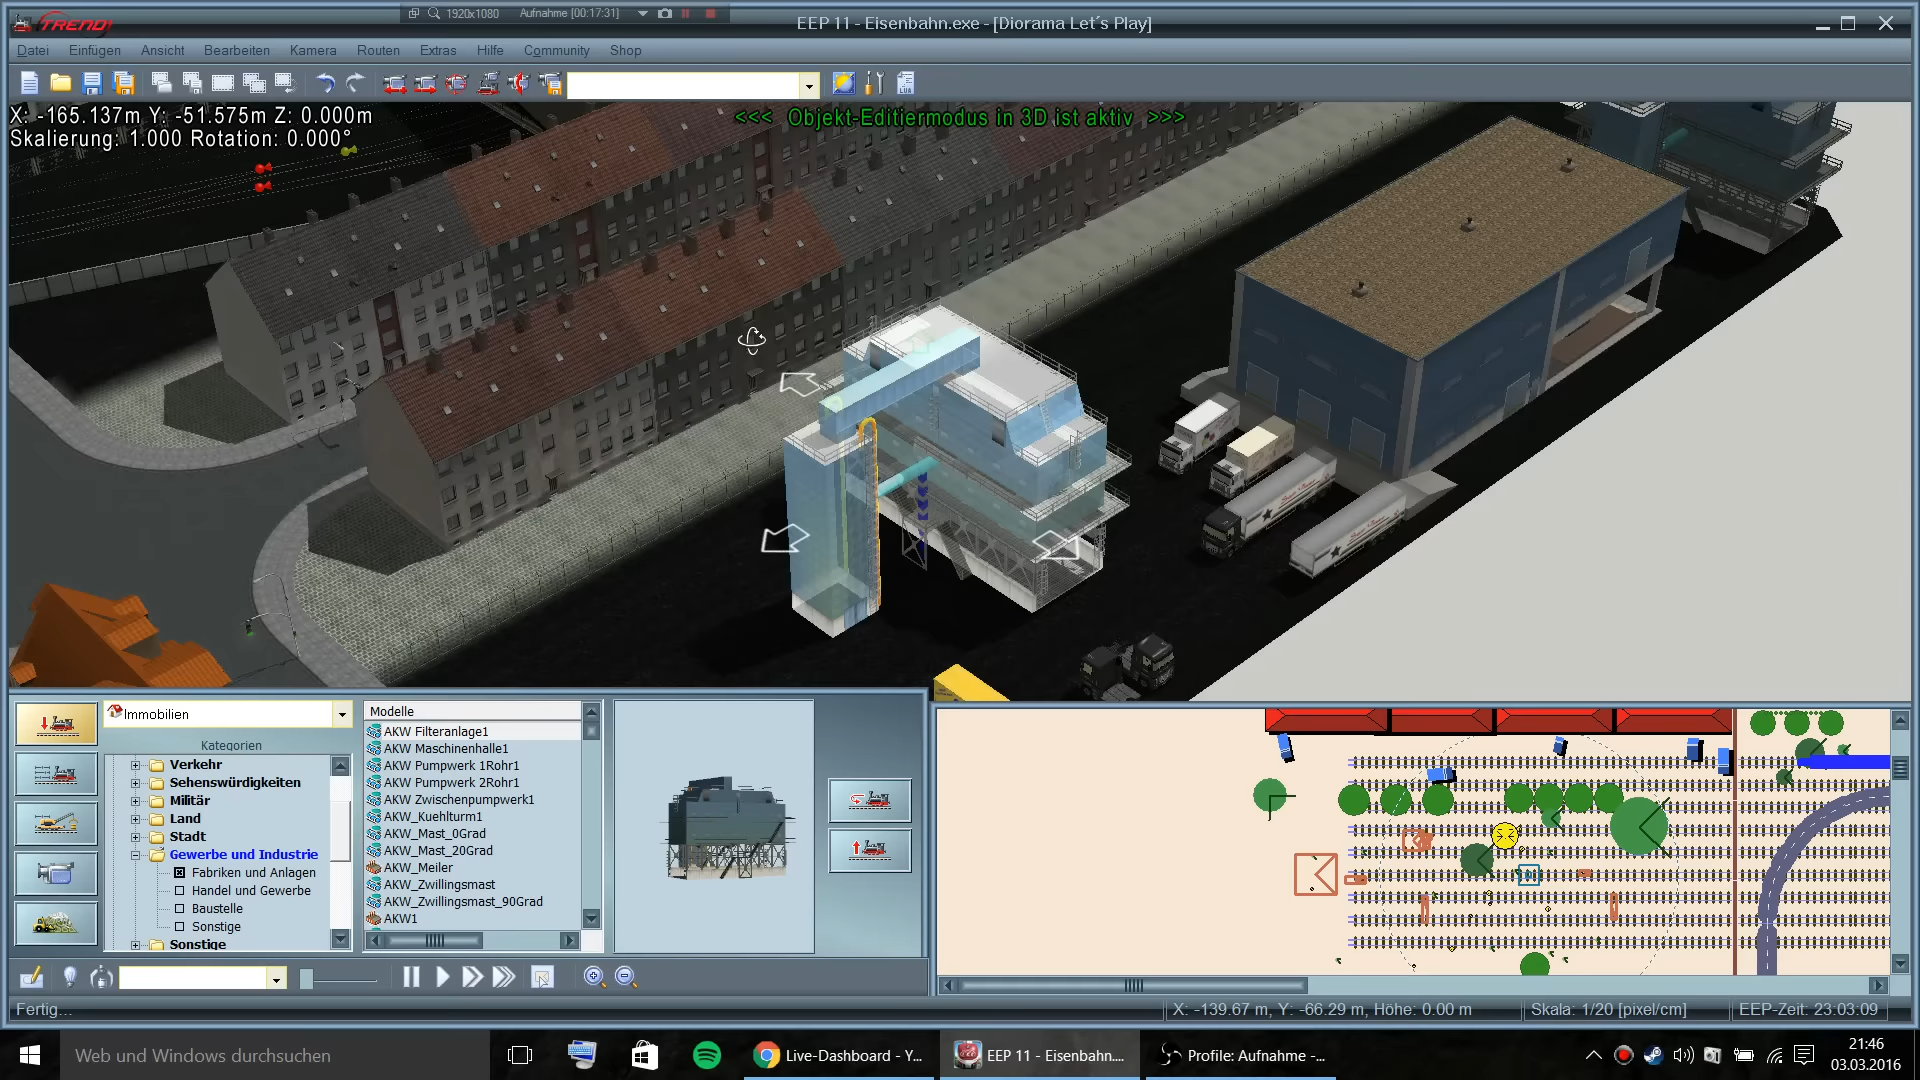 1920x1080 Aufnahme [00:17:31]
TREND
EEP 11 - Eisenbahn.exe - [Diorama Let´s Play]
Datei Einfügen Ansicht Bearbeiten Kamera Routen Extras Hilfe Community Shop
LUA
X: -165.137m Y: -51.575m Z: 0.000m
Skalierung: 1.000 Rotation: 0.000°
<<< Objekt-Editiermodus in 3D ist aktiv >>>
Immobilien
Kategorien
Verkehr
Sehenswürdigkeiten
Militär
Land
Stadt
Gewerbe und Industrie
Fabriken und Anlagen
Handel und Gewerbe
Baustelle
Sonstige
Sonstige
Modelle
AKW Filteranlage1
AKW Maschinenhalle1
AKW Pumpwerk 1Rohr1
AKW Pumpwerk 2Rohr1
AKW Zwischenpumpwerk1
AKW_Kuehlturm1
AKW_Mast_0Grad
AKW_Mast_20Grad
AKW_Meiler
AKW_Zwillingsmast
AKW_Zwillingsmast_90Grad
AKW1
Fertig...
X: -139.67 m, Y: -66.29 m, Höhe: 0.00 m
Skala: 1/20 [pixel/cm]
EEP-Zeit: 23:03:09
Web und Windows durchsuchen
Live-Dashboard - Y...
EEP 11 - Eisenbahn....
Profile: Aufnahme -...
21:46
03.03.2016